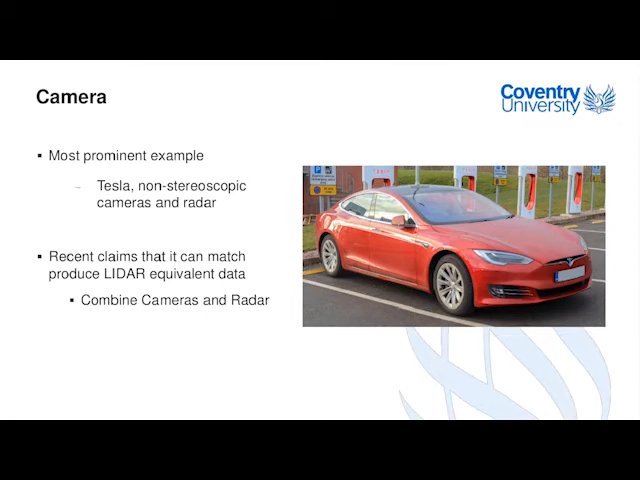 Camera
Coventry
University
▪ Most prominent example
– Tesla, non-stereoscopic
cameras and radar
▪ Recent claims that it can match
produce LIDAR equivalent data
▪ Combine Cameras and Radar